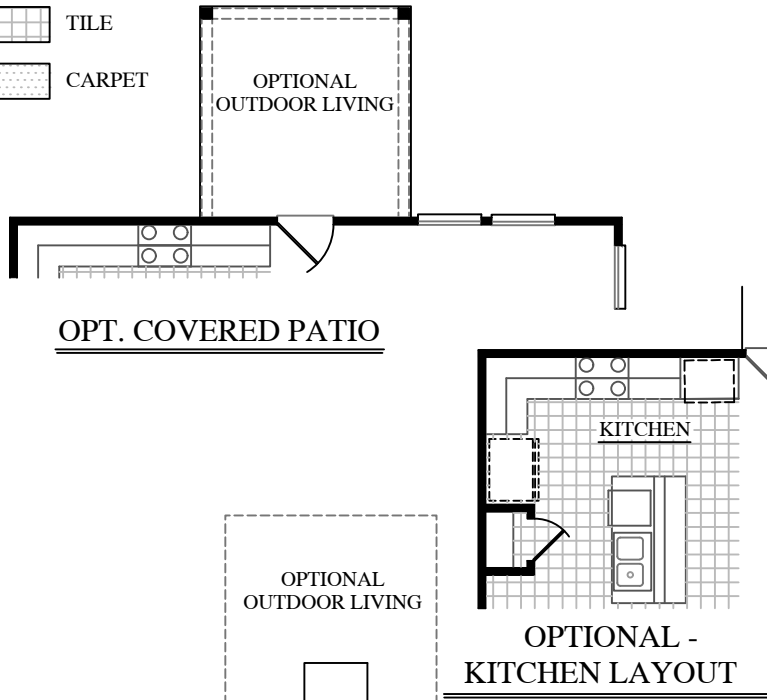 TILE
CARPET
OPTIONAL
OUTDOOR LIVING
OPT. COVERED PATIO
KITCHEN
OPTIONAL
OUTDOOR LIVING
OPTIONAL -
KITCHEN LAYOUT